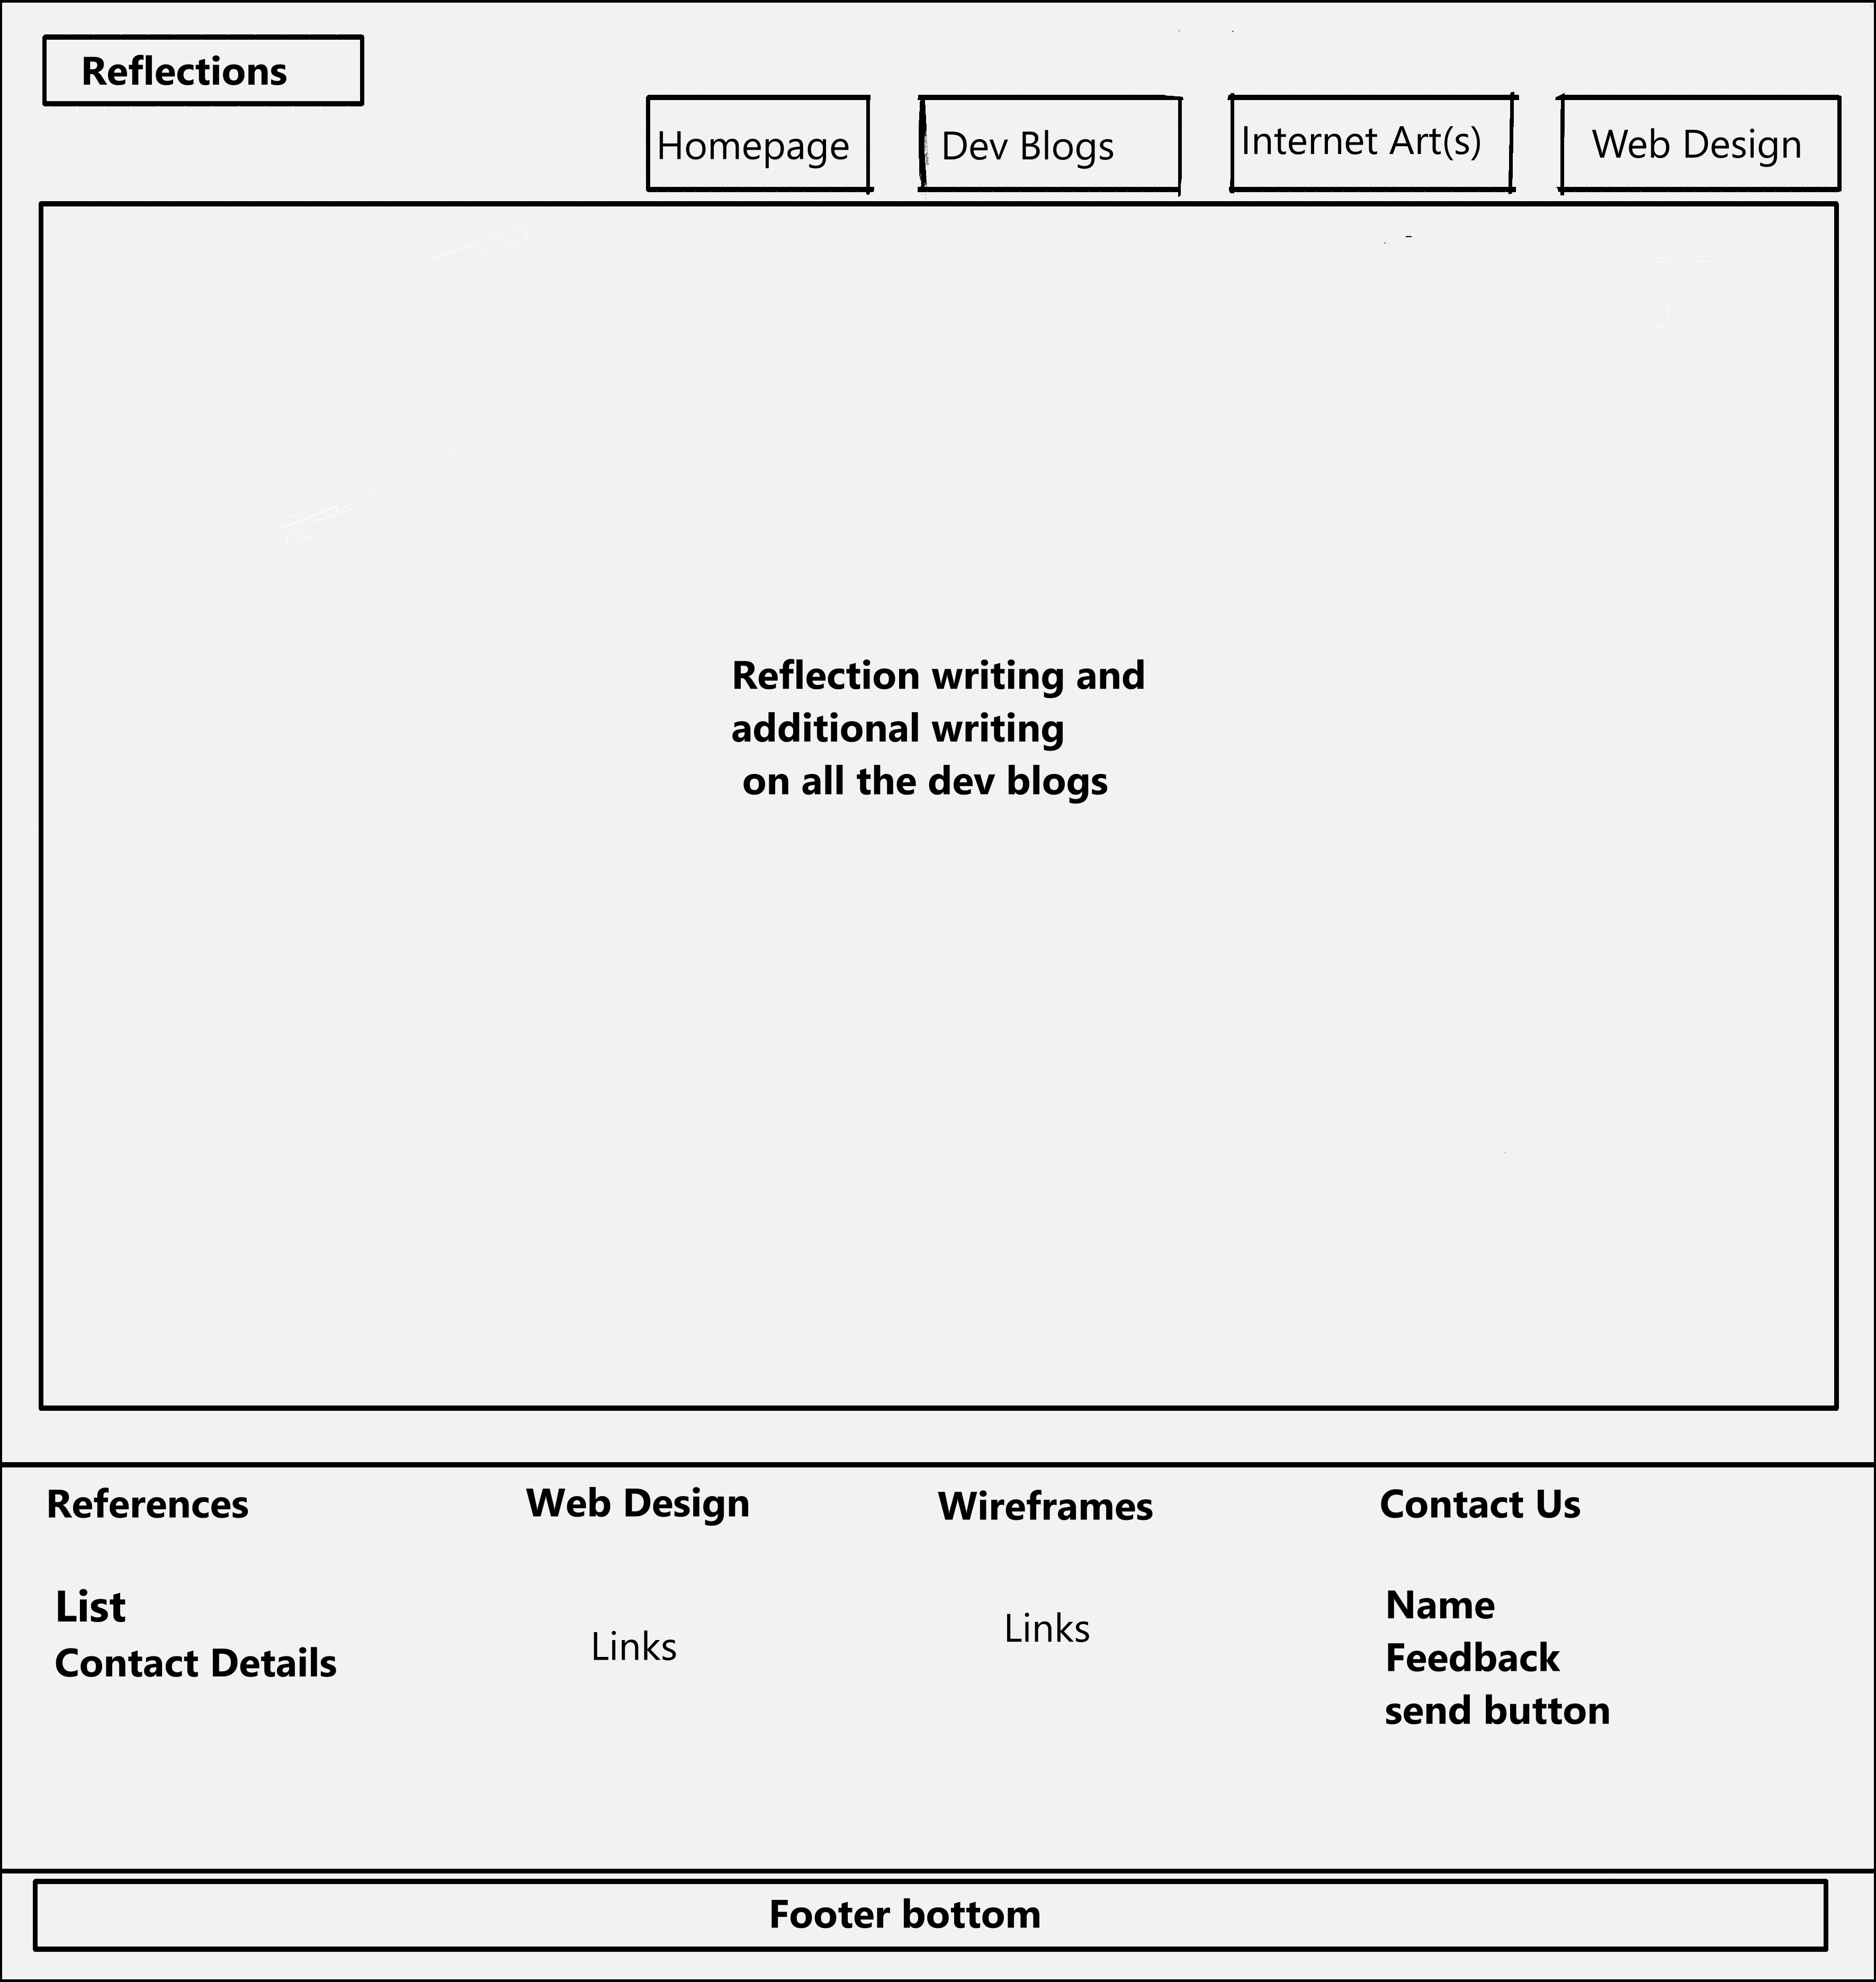 Reflections
Homepage
Dev Blogs
Internet Art(s)
Web Design
Reflection writing and
additional writing
on all the dev blogs
References
List
Contact Details
Web Design
Links
Wireframes
Links
Contact Us
Name
Feedback
send button
Footer bottom